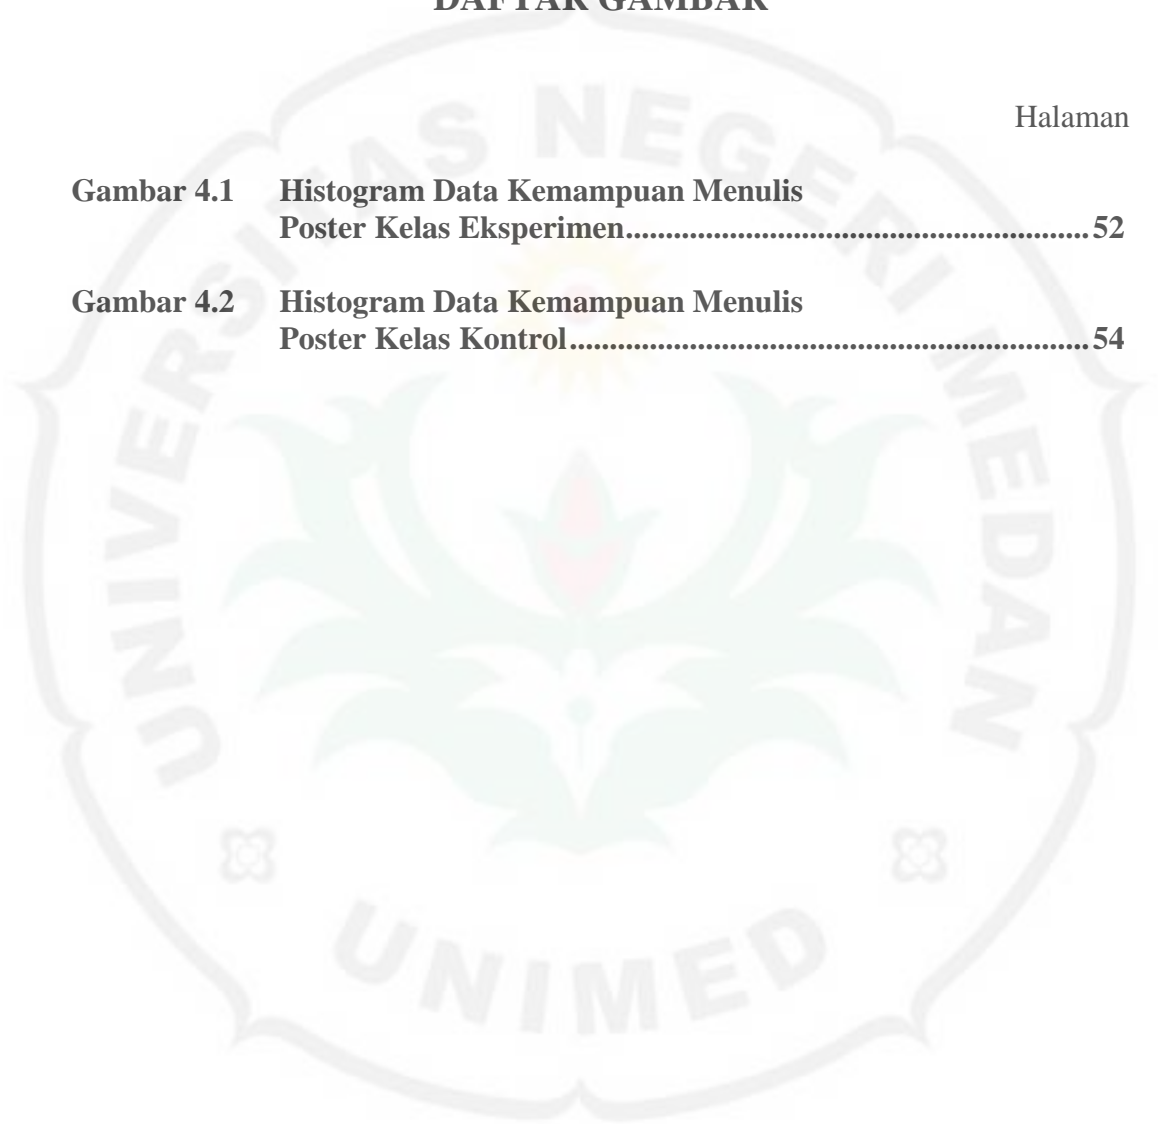 DAFTAR GAMBAR
Halaman
Gambar 4.1 Histogram Data Kemampuan Menulis
Poster Kelas Eksperimen..........................................................52
Gambar 4.2 Histogram Data Kemampuan Menulis
Poster Kelas Kontrol.................................................................54
UNIVERSITAS NEGERI MEDAN
UNIMED